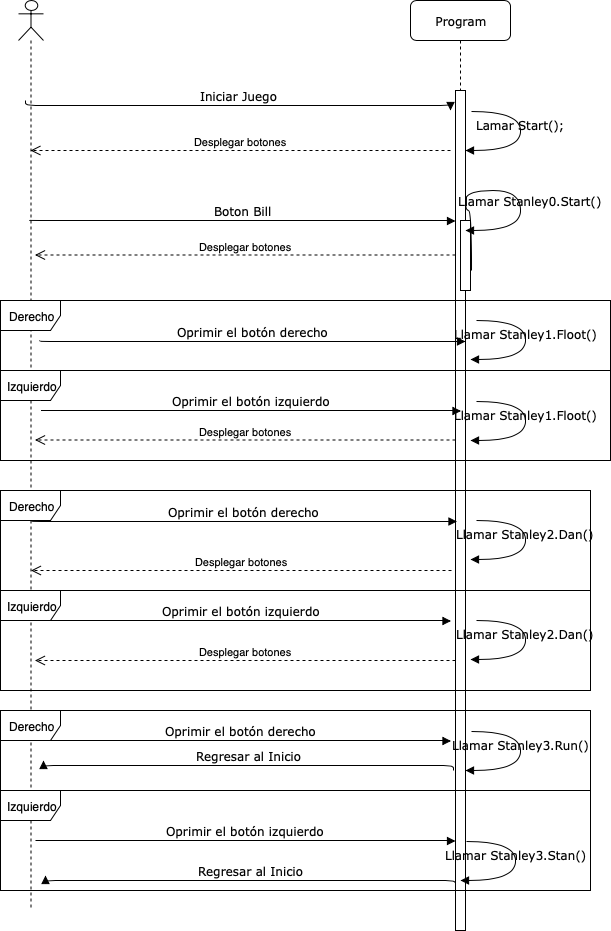 Program
Iniciar Juego
Lamar Start();
Desplegar botones
Llamar Stanley0.Start()
Boton Bill
Desplegar botones
Derecho
Oprimir el botón derecho
Llamar Stanley1.Floot()
Izquierdo
Oprimir el botón izquierdo
Llamar Stanley1.Floot()
Desplegar botones
Derecho
Oprimir el botón derecho
Llamar Stanley2.Dan()
Desplegar botones
Izquierdo
Oprimir el botón izquierdo
Llamar Stanley2.Dan()
Desplegar botones
Derecho
Oprimir el botón derecho
Llamar Stanley3.Run()
Regresar al Inicio
Izquierdo
Oprimir el botón izquierdo
Llamar Stanley3.Stan()
Regresar al Inicio